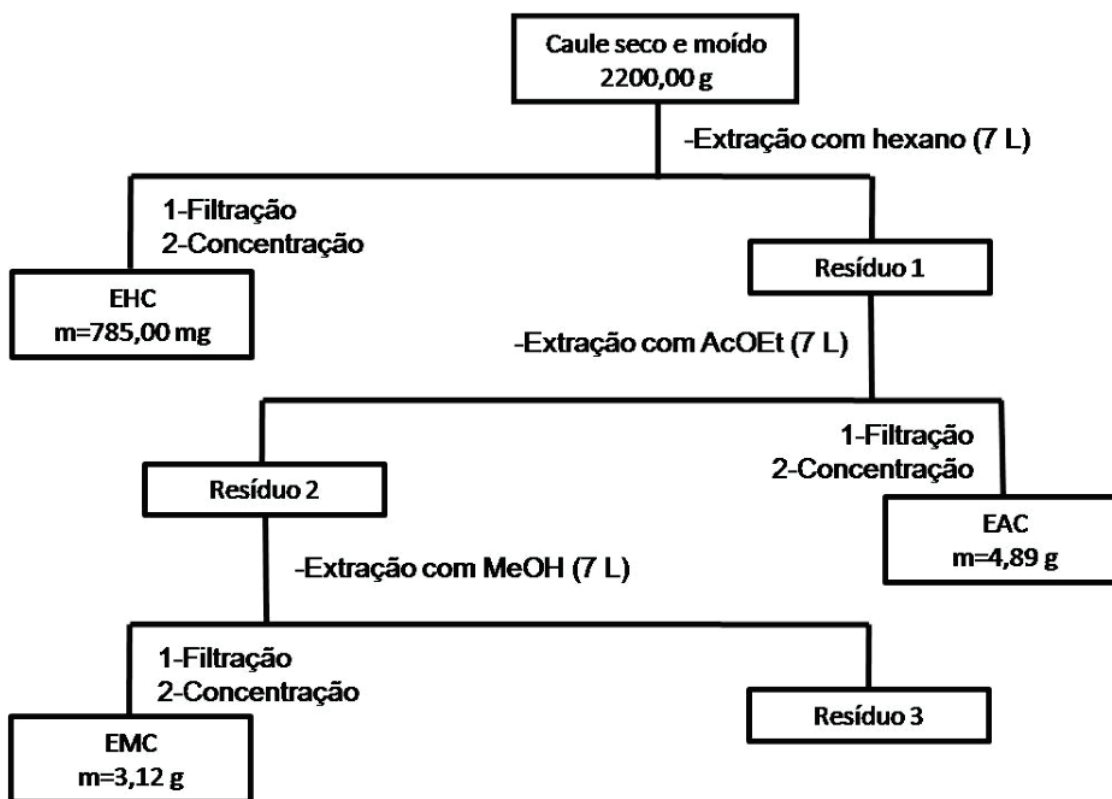 Caule seco e moído
2200,00 g
-Extração com hexano (7 L)
1-Filtração
2-Concentração
Resíduo 1
EHC
m=785,00 mg
-Extração com AcOEt (7 L)
1-Filtração
2-Concentração
Resíduo 2
EAC
m=4,89 g
-Extração com MeOH (7 L)
1-Filtração
2-Concentração
Resíduo 3
EMC
m=3,12 g